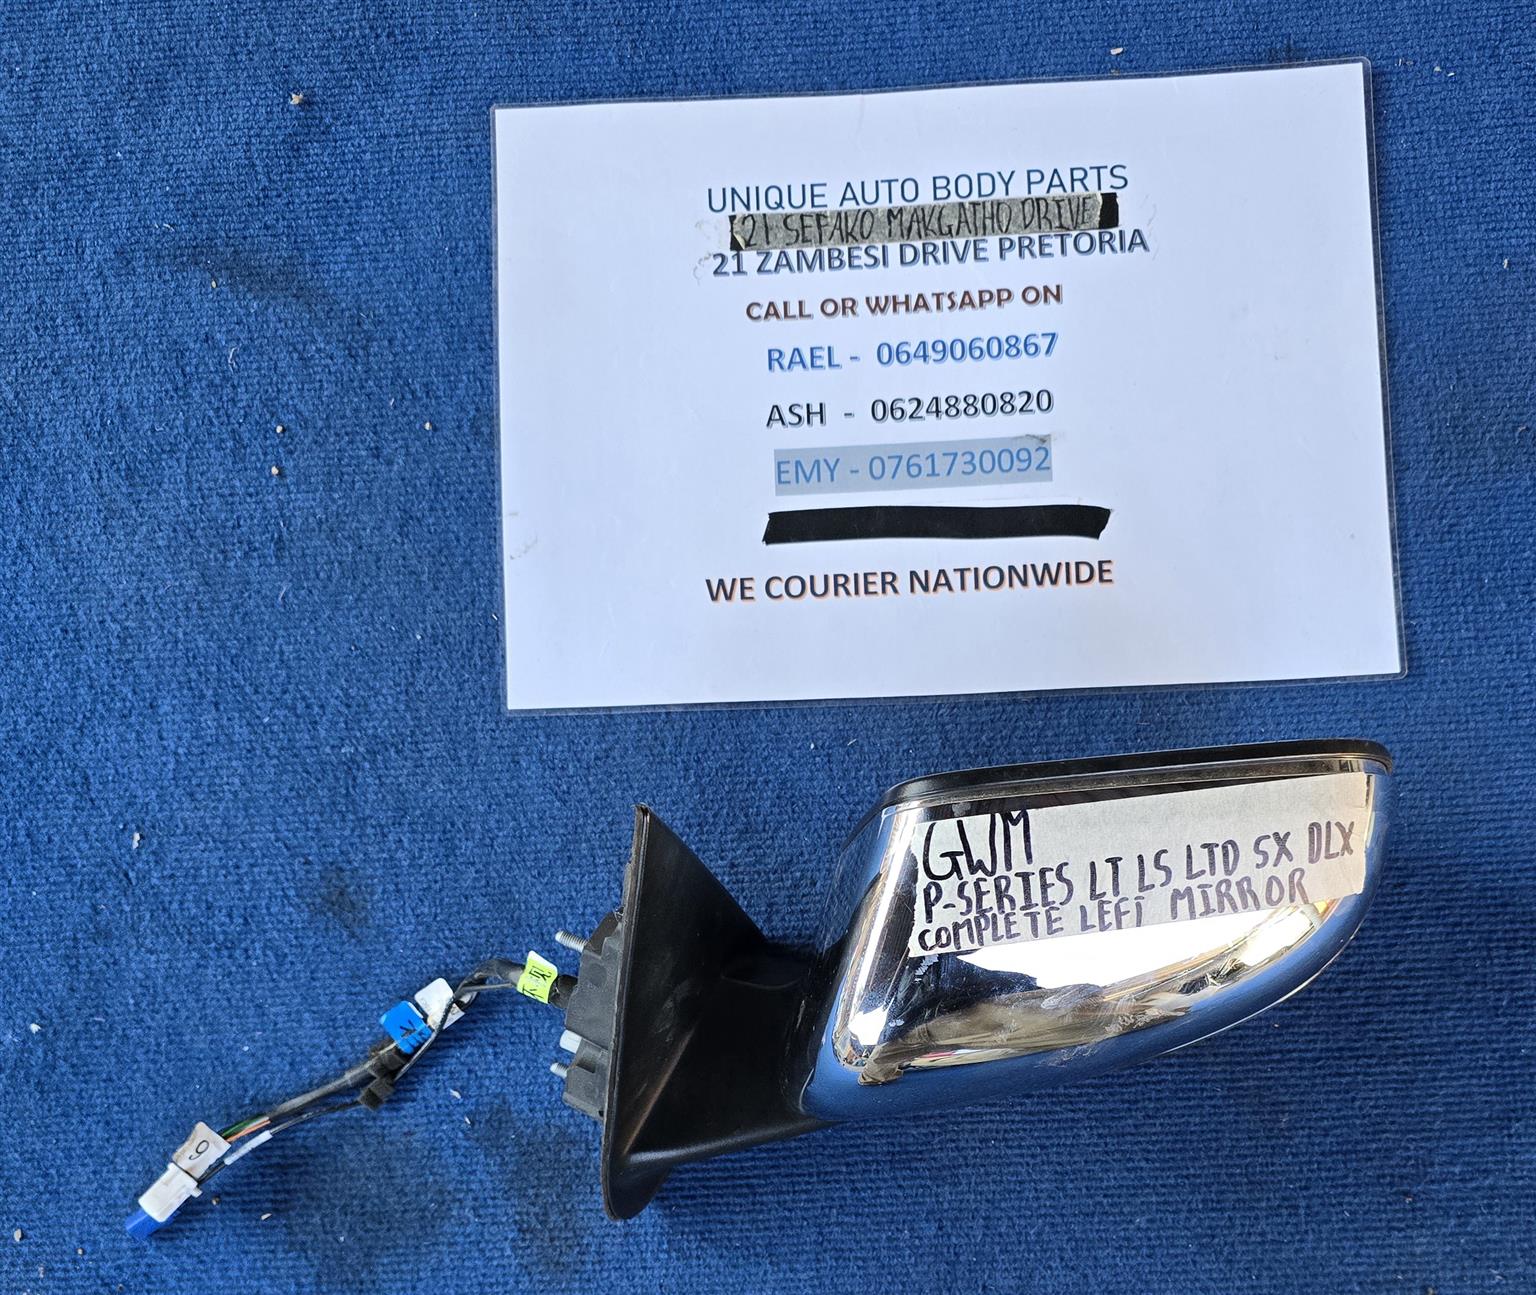 UNIQUE AUTO BODY PARTS
21 SEFAKO MAKGATHO DRIVE
21 ZAMBESI DRIVE PRETORIA
CALL OR WHATSAPP ON
RAEL - 0649060867
ASH - 0624880820
EMY - 0761730092
WE COURIER NATIONWIDE
GWM
P-SERIES LT LS LTD SX DLX
COMPLETE LEFT MIRROR